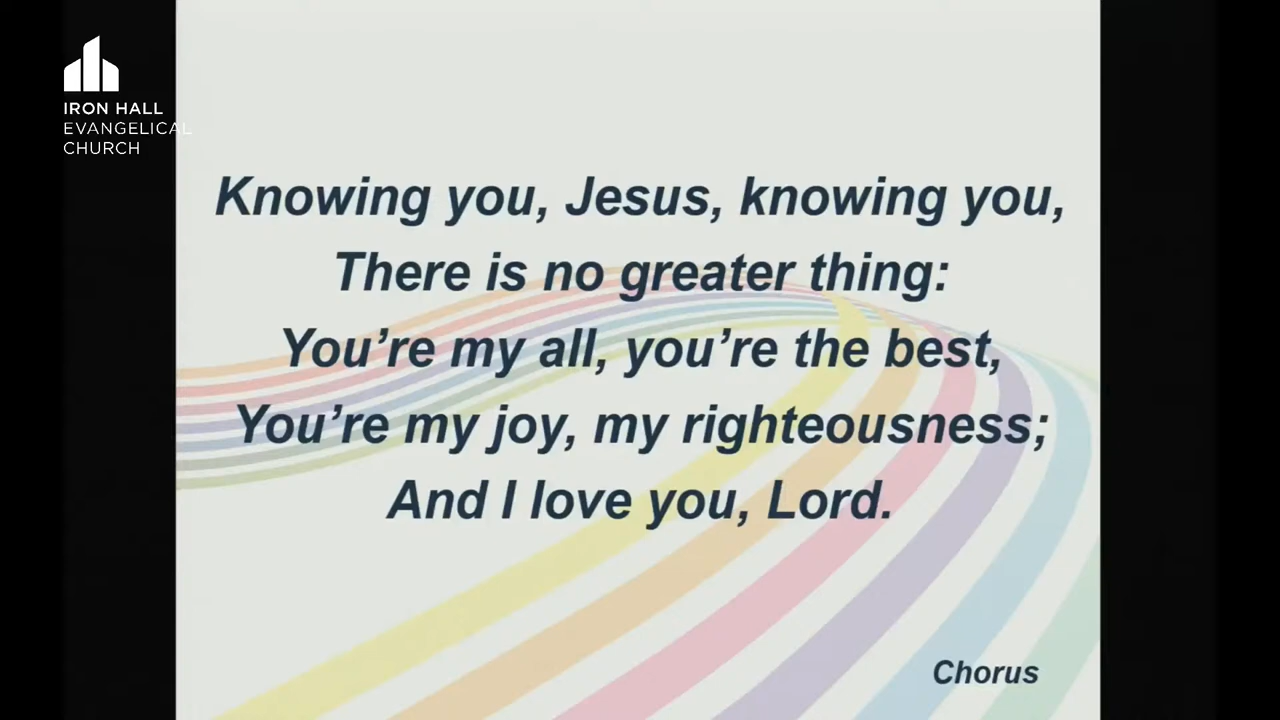 IRON HALL
EVANGELICAL
CHURCH
Knowing you, Jesus, knowing you,
There is no greater thing:
You’re my all, you’re the best,
You’re my joy, my righteousness;
And I love you, Lord.
Chorus